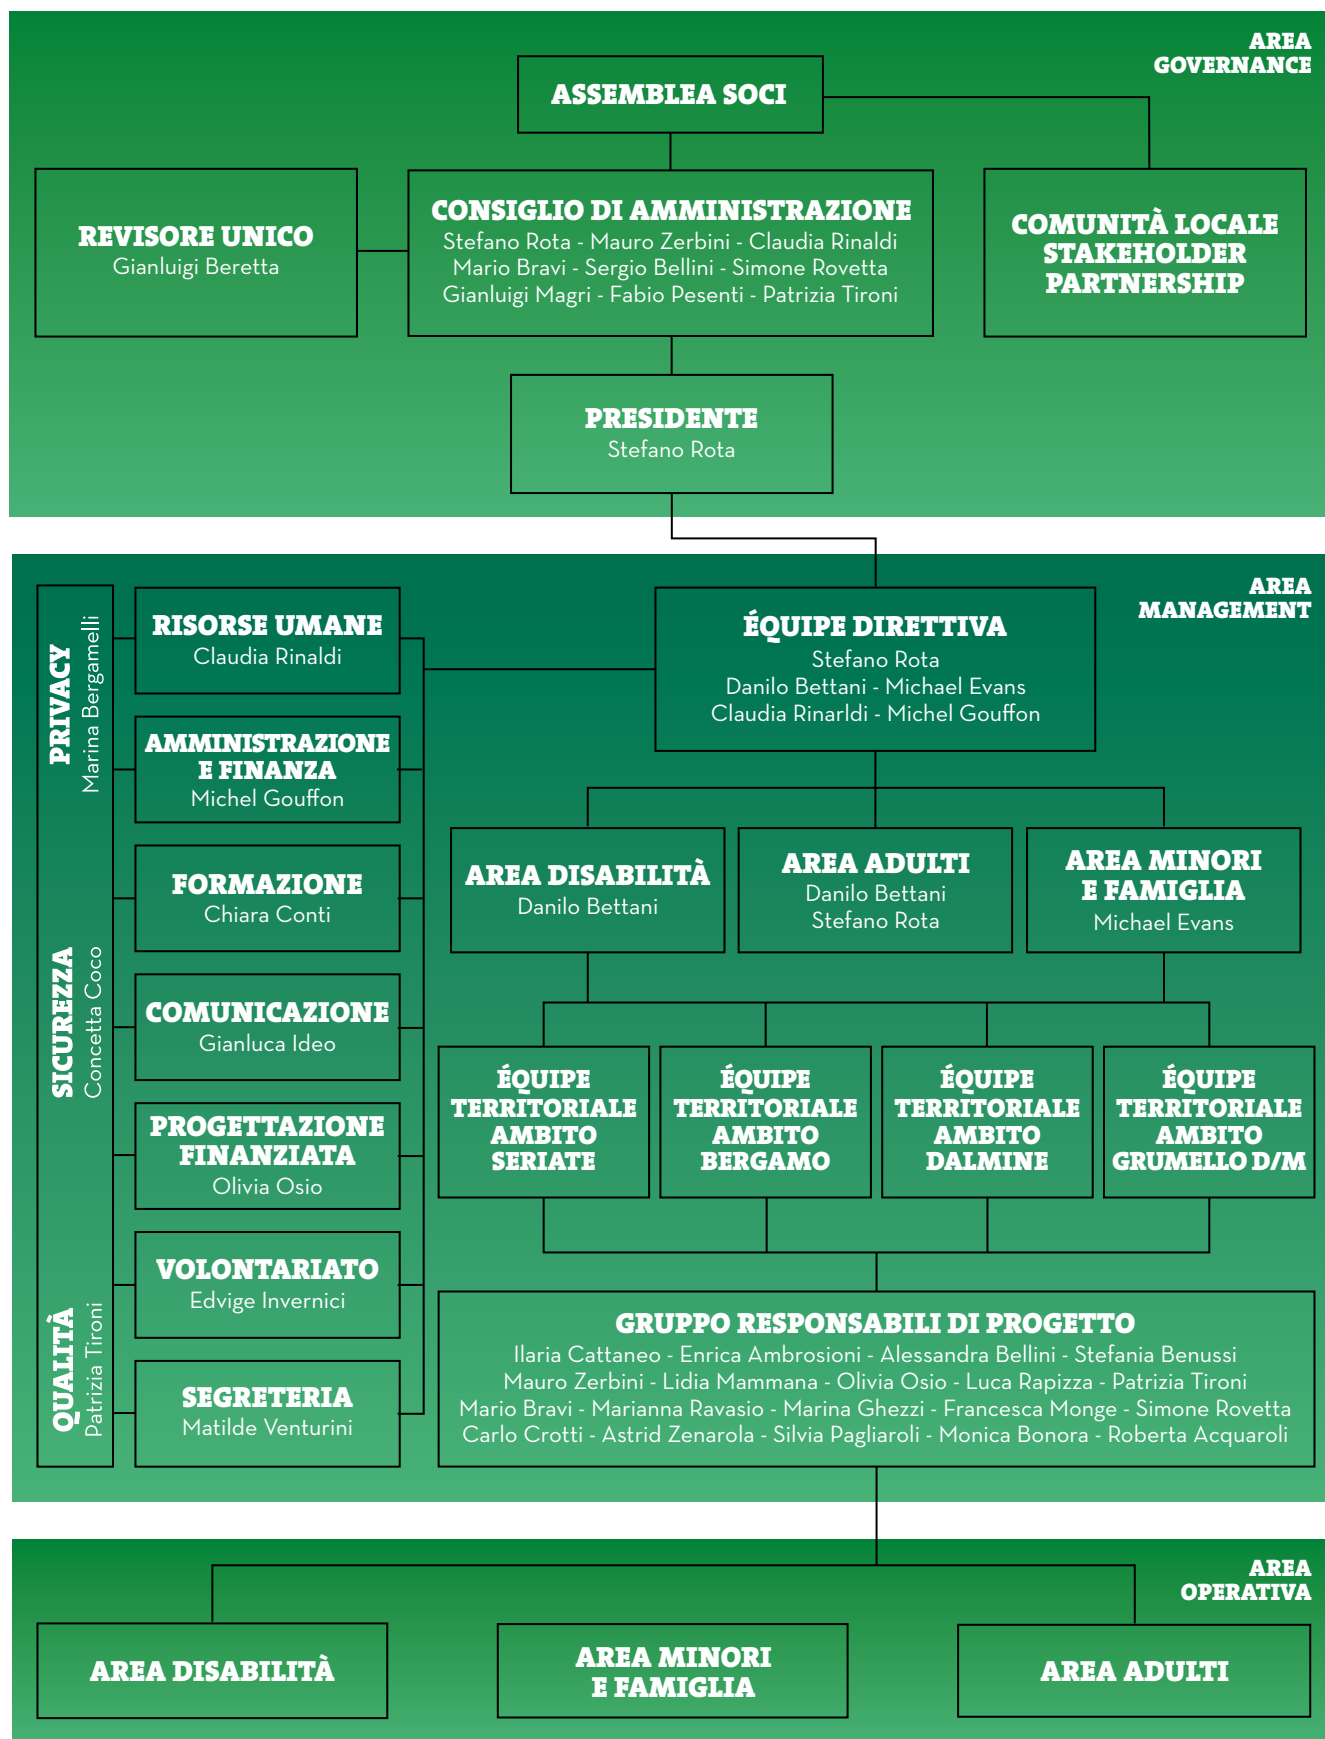 AREA
GOVERNANCE
ASSEMBLEA SOCI
REVISORE UNICO
Gianluigi Beretta
CONSIGLIO DI AMMINISTRAZIONE
Stefano Rota - Mauro Zerbini - Claudia Rinaldi
Mario Bravi - Sergio Bellini - Simone Rovetta
Gianluigi Magri - Fabio Pesenti - Patrizia Tironi
COMUNITÀ LOCALE
STAKEHOLDER
PARTNERSHIP
PRESIDENTE
Stefano Rota
AREA
MANAGEMENT
PRIVACY
Marina Bergamelli
SICUREZZA
Concetta Coco
QUALITÀ
Patrizia Tironi
RISORSE UMANE
Claudia Rinaldi
AMMINISTRAZIONE
E FINANZA
Michel Gouffon
FORMAZIONE
Chiara Conti
COMUNICAZIONE
Gianluca Ideo
PROGETTAZIONE
FINANZIATA
Olivia Osio
VOLONTARIATO
Edvige Invernici
SEGRETERIA
Matilde Venturini
ÉQUIPE DIRETTIVA
Stefano Rota
Danilo Bettani - Michael Evans
Claudia Rinarldi - Michel Gouffon
AREA DISABILITÀ
Danilo Bettani
AREA ADULTI
Danilo Bettani
Stefano Rota
AREA MINORI
E FAMIGLIA
Michael Evans
ÉQUIPE
TERRITORIALE
AMBITO
SERIATE
ÉQUIPE
TERRITORIALE
AMBITO
BERGAMO
ÉQUIPE
TERRITORIALE
AMBITO
DALMINE
ÉQUIPE
TERRITORIALE
AMBITO
GRUMELLO D/M
GRUPPO RESPONSABILI DI PROGETTO
Ilaria Cattaneo - Enrica Ambrosioni - Alessandra Bellini - Stefania Benussi
Mauro Zerbini - Lidia Mammana - Olivia Osio - Luca Rapizza - Patrizia Tironi
Mario Bravi - Marianna Ravasio - Marina Ghezzi - Francesca Monge - Simone Rovetta
Carlo Crotti - Astrid Zenarola - Silvia Pagliaroli - Monica Bonora - Roberta Acquaroli
AREA
OPERATIVA
AREA DISABILITÀ
AREA MINORI
E FAMIGLIA
AREA ADULTI